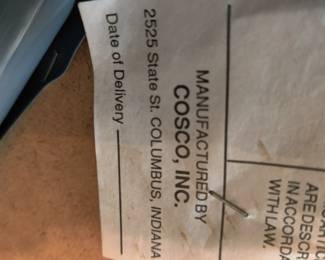 MANUFACTURED BY
COSCO, INC.
2525 State St. COLUMBUS, INDIANA
Date of Delivery
ARE DESCR
IN ACCORDA
WITH LAW.